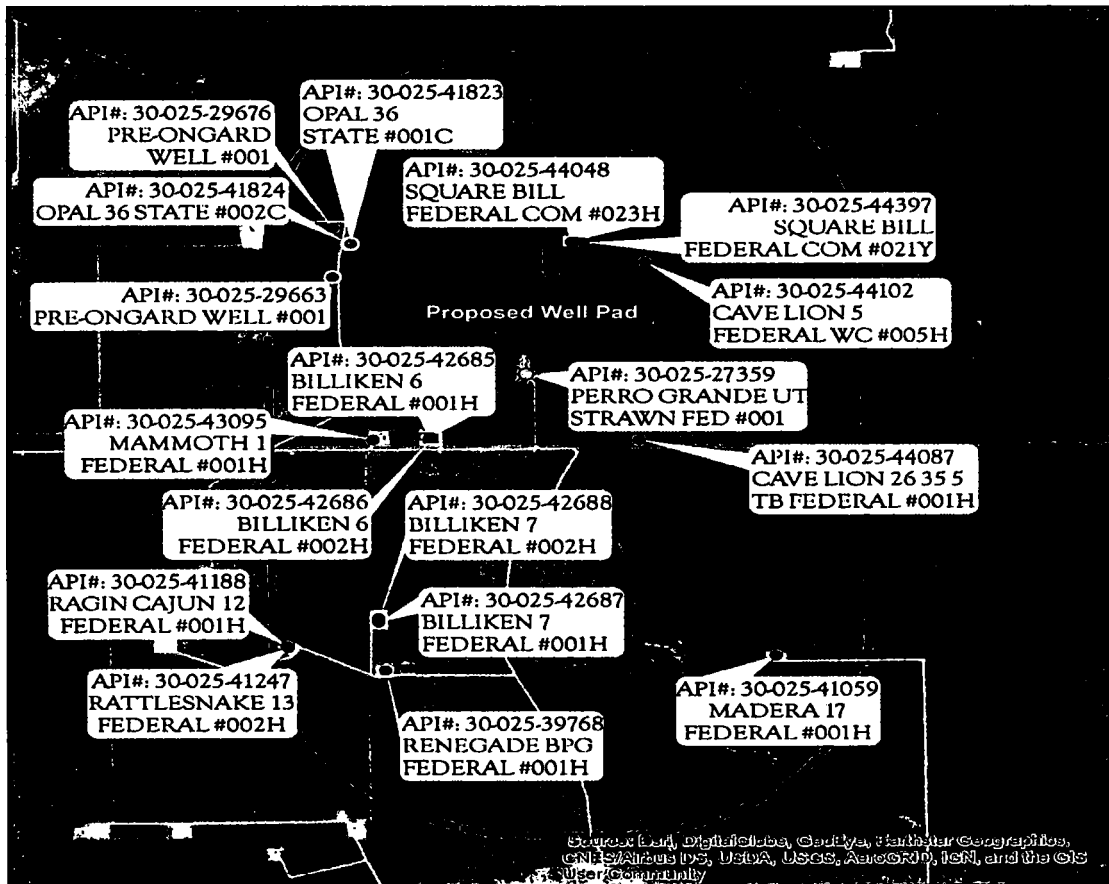 API#: 30-025-41823
OPAL 36
STATE #001C
API#: 30-025-29676
PRE-ONGARD
WELL #001
API#: 30-025-44048
SQUARE BILL
FEDERAL COM #023H
API#: 30-025-41824
OPAL 36 STATE #002C
API#: 30-025-44397
SQUARE BILL
FEDERAL COM #021Y
API#: 30-025-29663
PRE-ONGARD WELL #001
API#: 30-025-44102
CAVE LION 5
FEDERAL WC #005H
Proposed Well Pad
API#: 30-025-42685
BILLIKEN 6
FEDERAL #001H
API#: 30-025-27359
PERRO GRANDE UT
STRAWN FED #001
API#: 30-025-43095
MAMMOTH 1
FEDERAL #001H
API#: 30-025-44087
CAVE LION 26 35 5
TB FEDERAL #001H
API#: 30-025-42686
BILLIKEN 6
FEDERAL #002H
API#: 30-025-42688
BILLIKEN 7
FEDERAL #002H
API#: 30-025-41188
RAGIN CAJUN 12
FEDERAL #001H
API#: 30-025-42687
BILLIKEN 7
FEDERAL #001H
API#: 30-025-41247
RATTLESNAKE 13
FEDERAL #002H
API#: 30-025-41059
MADERA 17
FEDERAL #001H
API#: 30-025-39768
RENEGADE BPG
FEDERAL #001H
Source: Esri, DigitalGlobe, GeoEye, Earthstar Geographics,
CNES/Airbus DS, USDA, USGS, AeroGRID, IGN, and the GIS
User Community